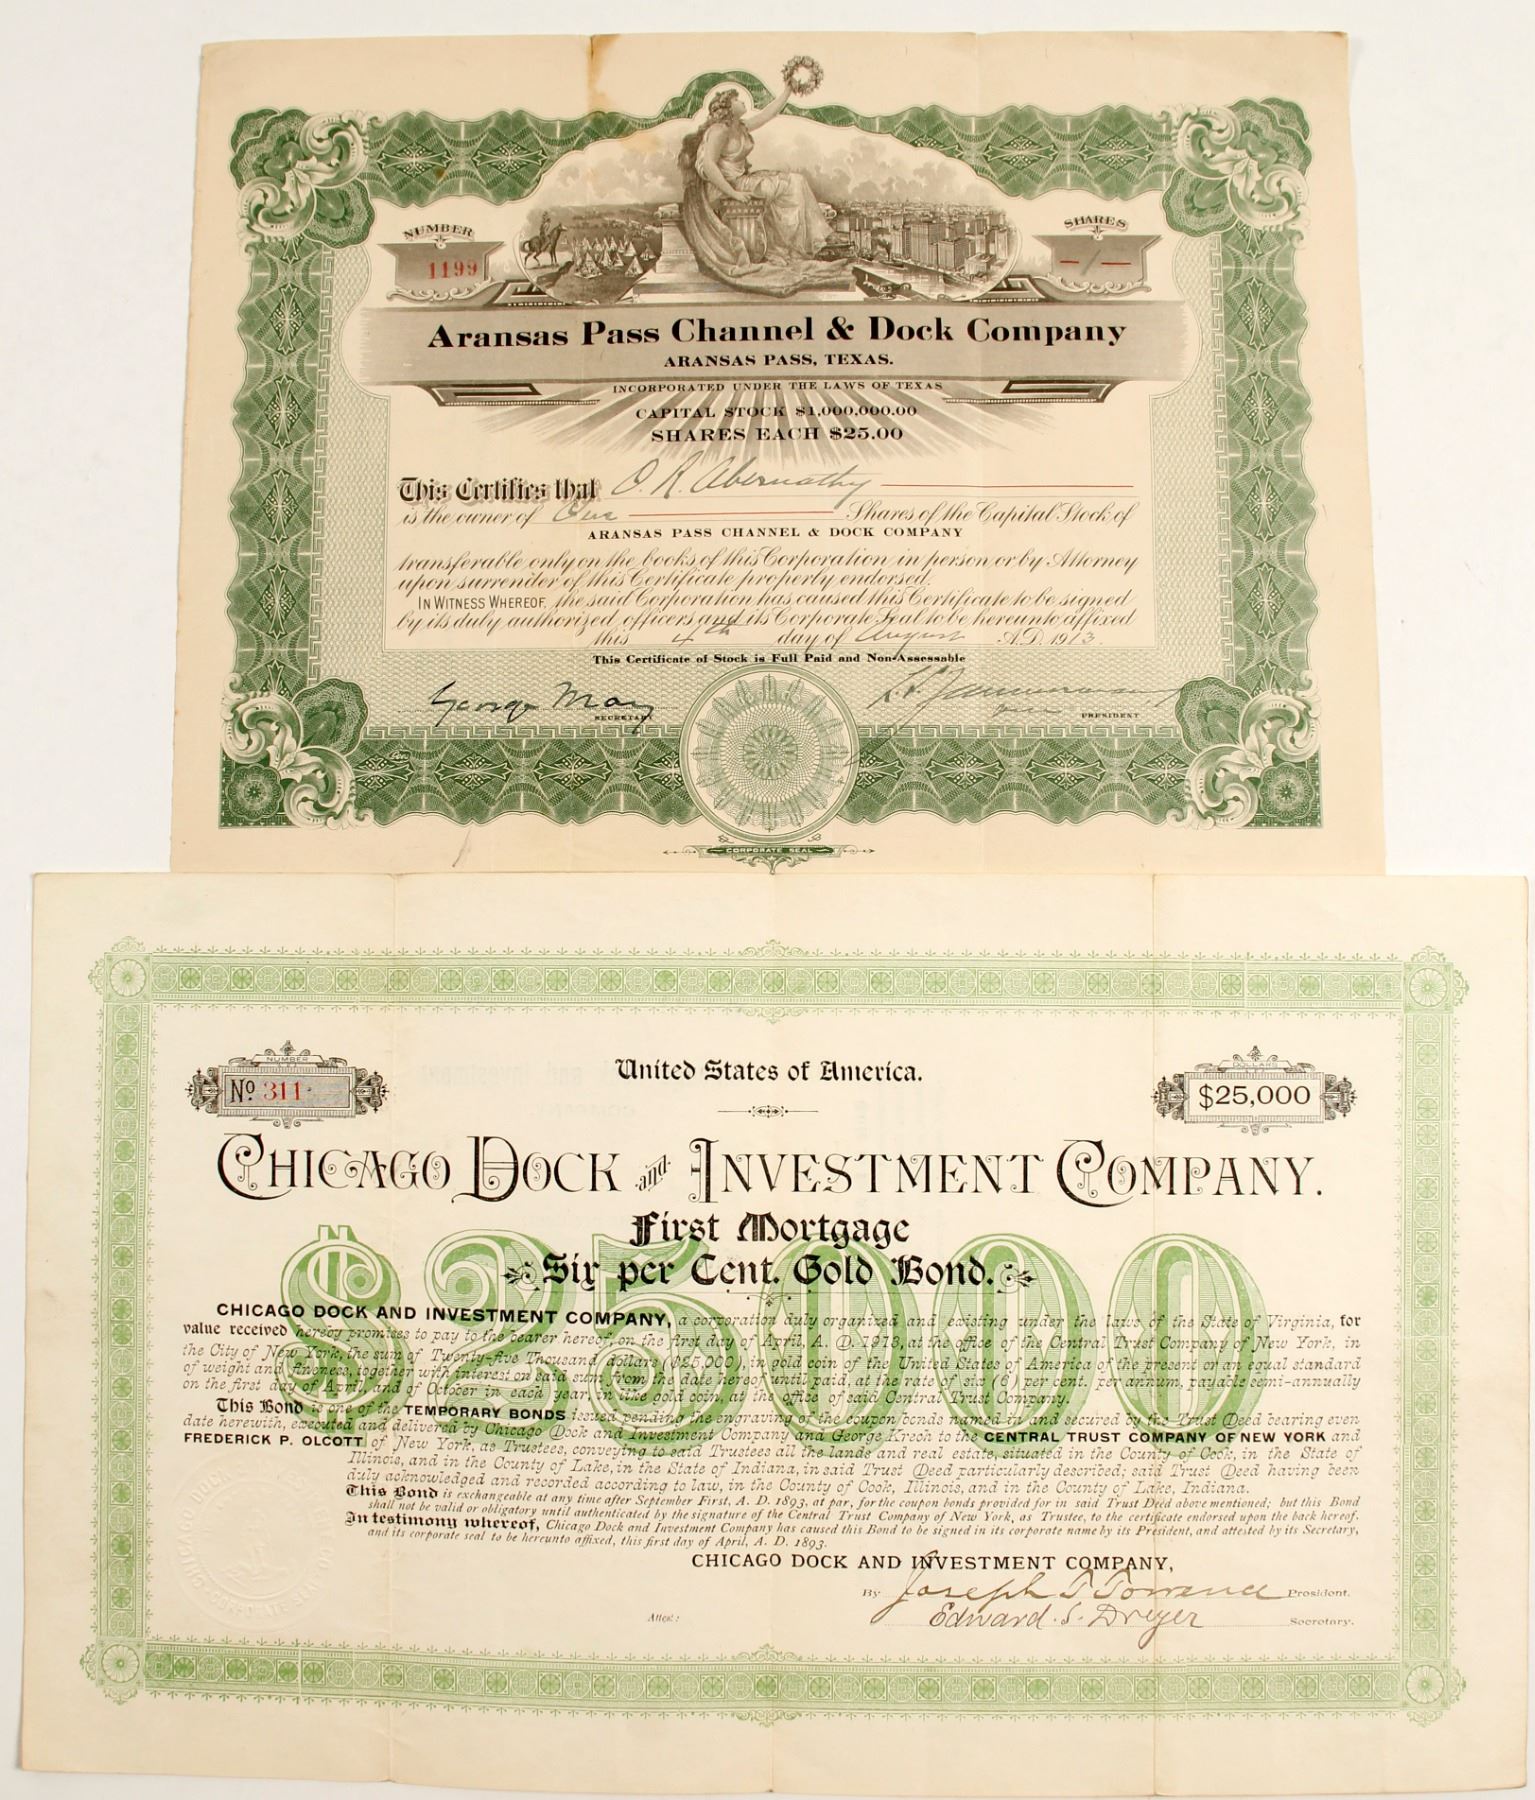 NUMBER
1199
SHARES
-/-
Aransas Pass Channel & Dock Company
ARANSAS PASS, TEXAS.
INCORPORATED UNDER THE LAWS OF TEXAS
CAPITAL STOCK $1,000,000.00
SHARES EACH $25.00
This Certifies that O. R. Abernathy
is the owner of One Shares of the Capital Stock of
ARANSAS PASS CHANNEL & DOCK COMPANY
transferable only on the books of this Corporation in person or by Attorney
upon surrender of this Certificate properly endorsed.
IN WITNESS WHEREOF, the said Corporation has caused this Certificate to be signed
by its duly authorized officers and its Corporate Seal to be hereunto affixed
this 4th day of August A.D. 1913.
This Certificate of Stock is Full Paid and Non-Assessable
George May
SECRETARY
PRESIDENT
CORPORATE SEAL
NUMBER
No 311
United States of America.
DOLLARS
$25,000
CHICAGO DOCK and INVESTMENT COMPANY.
First Mortgage
Six per Cent. Gold Bond.
$25000
CHICAGO DOCK AND INVESTMENT COMPANY, a corporation duly organized and existing under the laws of the State of Virginia, for
value received hereby promises to pay to the bearer hereof, on the first day of April, A. D. 1913, at the office of the Central Trust Company of New York, in
the City of New York, the sum of Twenty-five Thousand dollars ($25,000), in gold coin of the United States of America of the present or an equal standard
of weight and fineness, together with interest on said sum from the date hereof until paid, at the rate of six (6) per cent. per annum, payable semi-annually
on the first day of April, and of October in each year, in like gold coin, at the office of said Central Trust Company.
This Bond is one of the TEMPORARY BONDS issued pending the engraving of the coupon bonds named in and secured by the Trust Deed bearing even
date herewith, executed and delivered by Chicago Dock and Investment Company and George Krech to the CENTRAL TRUST COMPANY OF NEW YORK and
FREDERICK P. OLCOTT of New York, as Trustees, conveying to said Trustees all the lands and real estate, situated in the County of Cook, in the State of
Illinois, and in the County of Lake, in the State of Indiana, in said Trust Deed particularly described; said Trust Deed having been
duly acknowledged and recorded according to law, in the County of Cook, Illinois, and in the County of Lake, Indiana.
This Bond is exchangeable at any time after September First, A. D. 1893, at par, for the coupon bonds provided for in said Trust Deed above mentioned; but this Bond
shall not be valid or obligatory until authenticated by the signature of the Central Trust Company of New York, as Trustee, to the certificate endorsed upon the back hereof.
In testimony whereof, Chicago Dock and Investment Company has caused this Bond to be signed in its corporate name by its President, and attested by its Secretary,
and its corporate seal to be hereunto affixed, this first day of April, A. D. 1893.
CHICAGO DOCK AND INVESTMENT COMPANY,
By Joseph T Torrence President.
Attest: Edward. S. Dreyer Secretary.